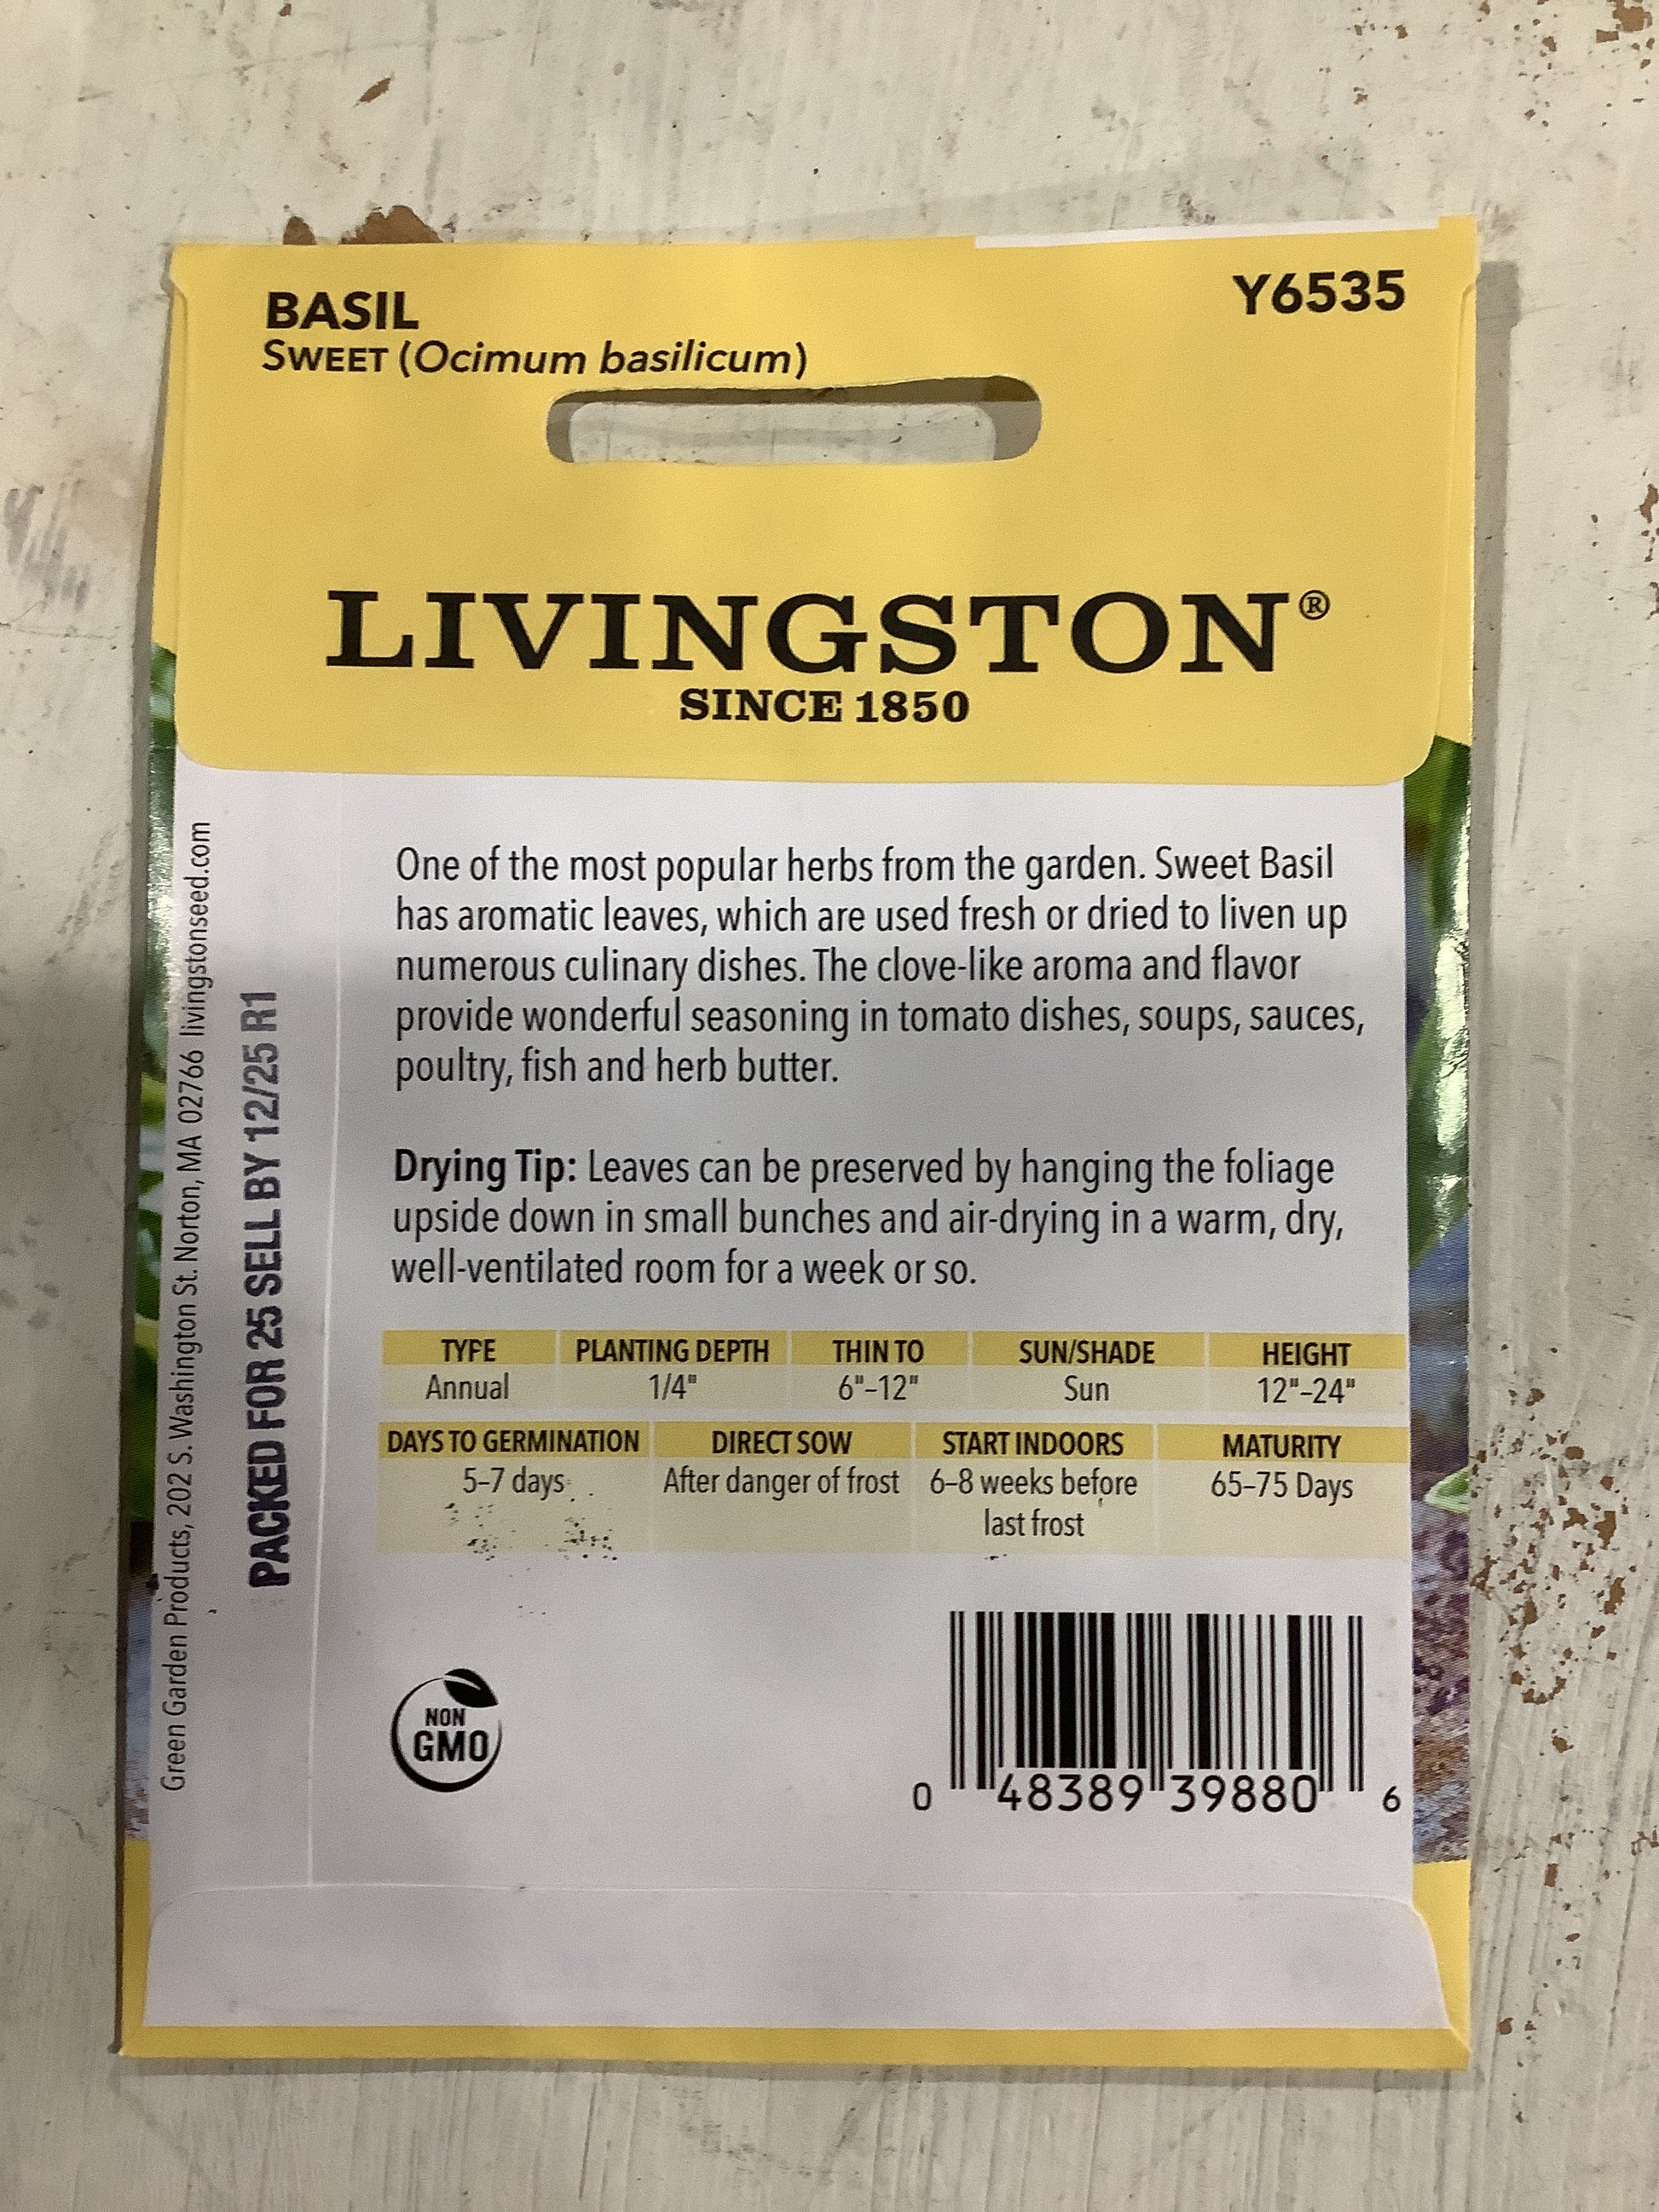 BASIL
SWEET (Ocimum basilicum)
Y6535
LIVINGSTON®
SINCE 1850
One of the most popular herbs from the garden. Sweet Basil
has aromatic leaves, which are used fresh or dried to liven up
numerous culinary dishes. The clove-like aroma and flavor
provide wonderful seasoning in tomato dishes, soups, sauces,
poultry, fish and herb butter.
Drying Tip: Leaves can be preserved by hanging the foliage
upside down in small bunches and air-drying in a warm, dry,
well-ventilated room for a week or so.
TYPE PLANTING DEPTH THIN TO SUN/SHADE HEIGHT
Annual 1/4" 6"–12" Sun 12"–24"
DAYS TO GERMINATION DIRECT SOW START INDOORS MATURITY
5–7 days After danger of frost 6–8 weeks before 65–75 Days
last frost
NON
GMO
0 48389 39880 6
Green Garden Products, 202 S. Washington St. Norton, MA 02766 livingstonseed.com
PACKED FOR 25 SELL BY 12/25 R1